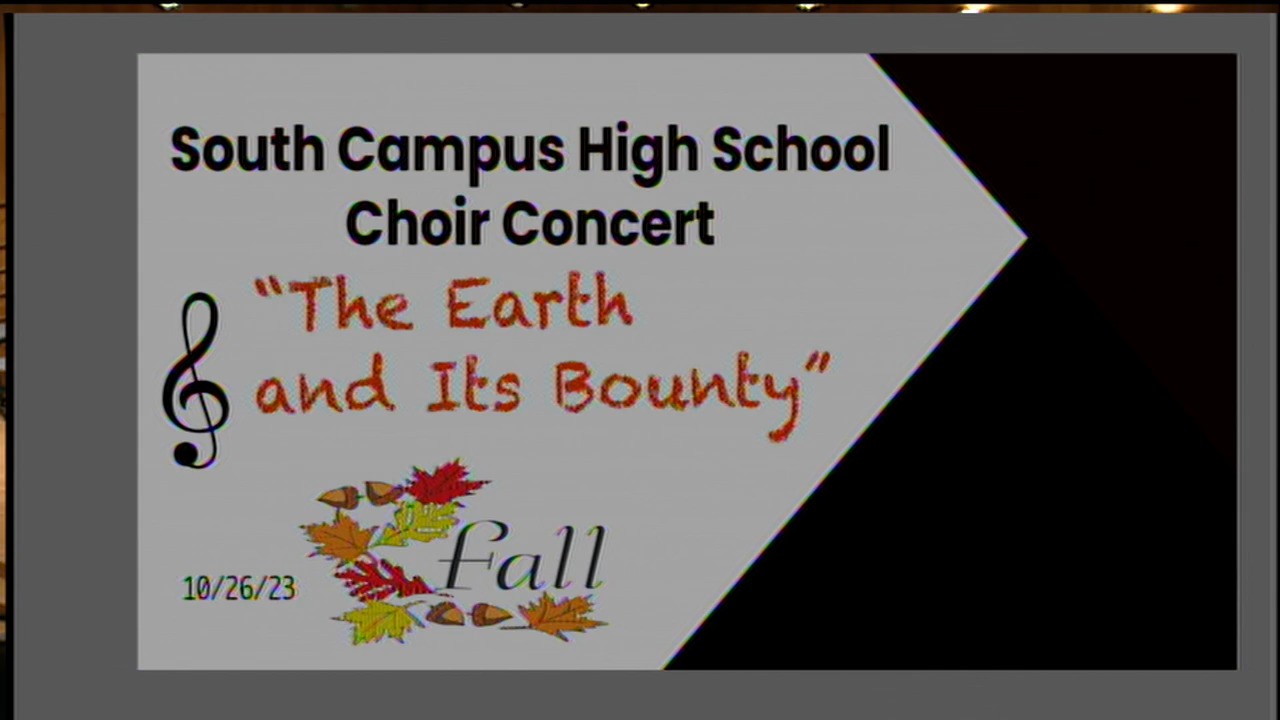 South Campus High School
Choir Concert
“The Earth
and Its Bounty”
fall
10/26/23